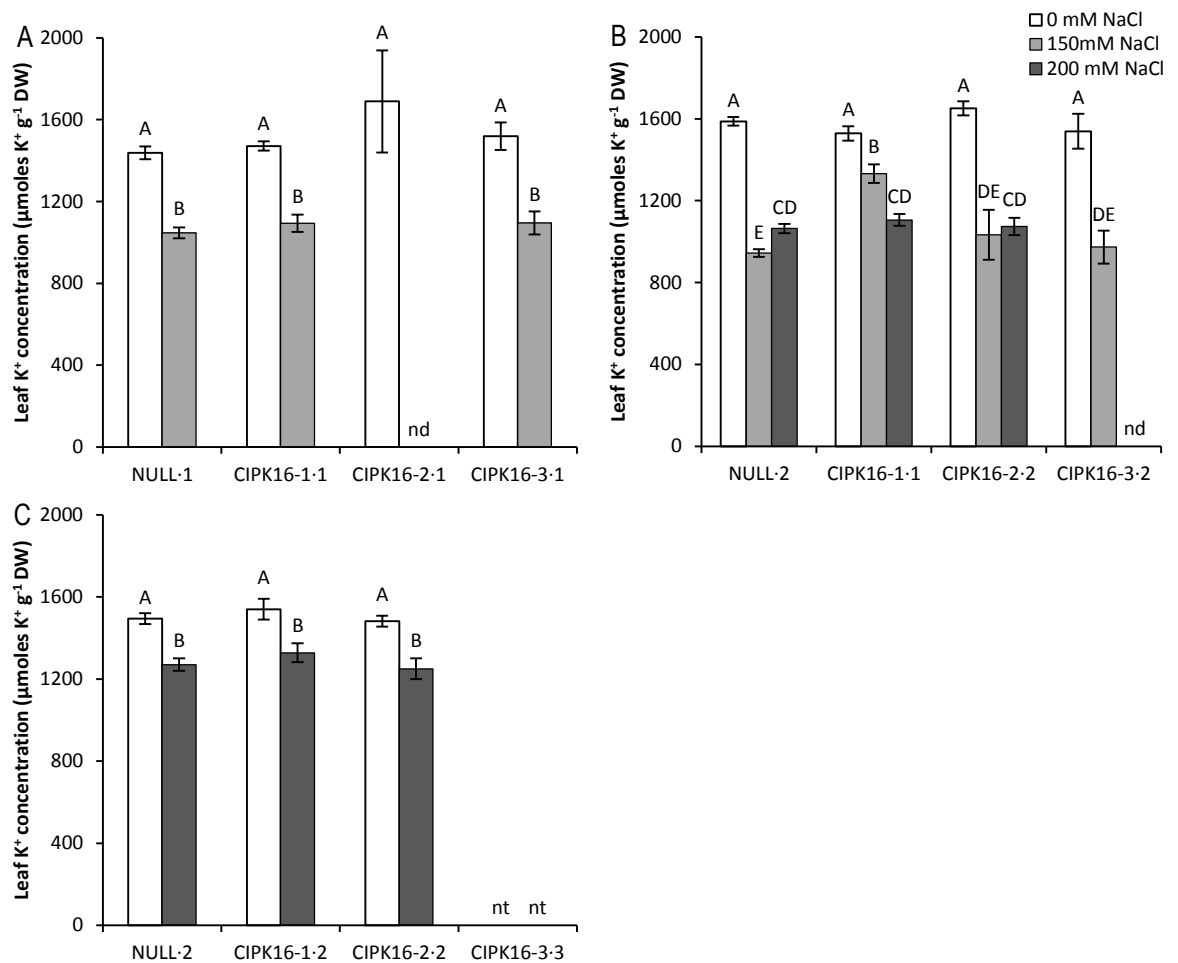 A
Leaf K⁺ concentration (µmoles K⁺ g⁻¹ DW)
2000
1600
1200
800
400
0
A
B
A
B
A
nd
A
B
NULL·1
CIPK16-1·1
CIPK16-2·1
CIPK16-3·1
B
0 mM NaCl
150mM NaCl
200 mM NaCl
Leaf K⁺ concentration (µmoles K⁺ g⁻¹ DW)
2000
1600
1200
800
400
0
A
E
CD
A
B
CD
A
DE
CD
A
DE
nd
NULL·2
CIPK16-1·1
CIPK16-2·2
CIPK16-3·2
C
Leaf K⁺ concentration (µmoles K⁺ g⁻¹ DW)
2000
1600
1200
800
400
0
A
B
A
B
A
B
nt nt
NULL·2
CIPK16-1·2
CIPK16-2·2
CIPK16-3·3